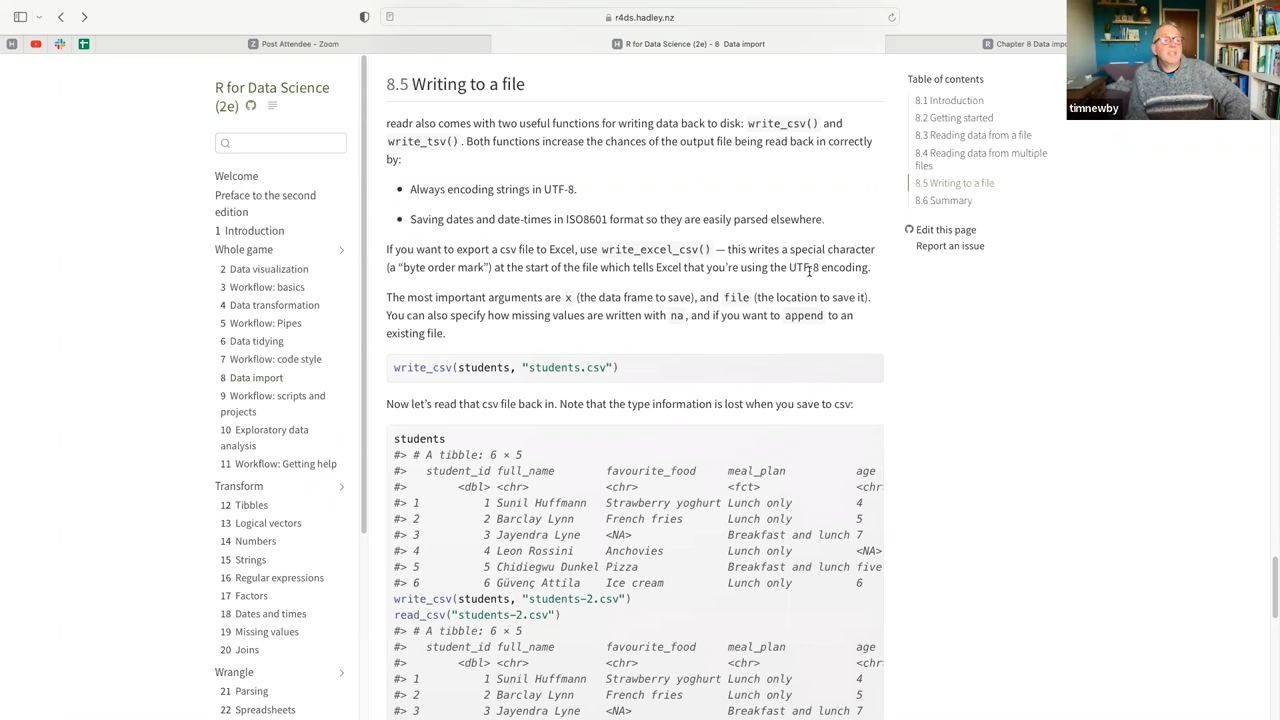 r4ds.hadley.nz
H
Z Post Attendee - Zoom
H R for Data Science (2e) - 8 Data import
R Chapter 8 Data impo
timnewby
R for Data Science
(2e)
Welcome
Preface to the second
edition
1 Introduction
Whole game
2 Data visualization
3 Workflow: basics
4 Data transformation
5 Workflow: Pipes
6 Data tidying
7 Workflow: code style
8 Data import
9 Workflow: scripts and
projects
10 Exploratory data
analysis
11 Workflow: Getting help
Transform
12 Tibbles
13 Logical vectors
14 Numbers
15 Strings
16 Regular expressions
17 Factors
18 Dates and times
19 Missing values
20 Joins
Wrangle
21 Parsing
22 Spreadsheets
8.5 Writing to a file
also comes with two useful functions for writing data back to disk: write_csv() and
write_tsv(). Both functions increase the chances of the output file being read back in correctly
by:
• Always encoding strings in UTF-8.
• Saving dates and date-times in ISO8601 format so they are easily parsed elsewhere.
If you want to export a csv file to Excel, use write_excel_csv() — this writes a special character
(a “byte order mark”) at the start of the file which tells Excel that you’re using the UTF-8 encoding.
The most important arguments are x (the data frame to save), and file (the location to save it).
You can also specify how missing values are written with na, and if you want to append to an
existing file.
write_csv(students, "students.csv")
Now let’s read that csv file back in. Note that the type information is lost when you save to csv:
students
#> # A tibble: 6 × 5
#> student_id full_name favourite_food meal_plan age
#> <dbl> <chr> <chr> <fct> <chr
#> 1 1 Sunil Huffmann Strawberry yoghurt Lunch only 4
#> 2 2 Barclay Lynn French fries Lunch only 5
#> 3 3 Jayendra Lyne <NA> Breakfast and lunch 7
#> 4 4 Leon Rossini Anchovies Lunch only <NA>
#> 5 5 Chidiegwu Dunkel Pizza Breakfast and lunch five
#> 6 6 Güvenç Attila Ice cream Lunch only 6
write_csv(students, "students-2.csv")
read_csv("students-2.csv")
#> # A tibble: 6 × 5
#> student_id full_name favourite_food meal_plan age
#> <dbl> <chr> <chr> <chr> <chr
#> 1 1 Sunil Huffmann Strawberry yoghurt Lunch only 4
#> 2 2 Barclay Lynn French fries Lunch only 5
#> 3 3 Jayendra Lyne <NA> Breakfast and lunch 7
Table of contents
8.1 Introduction
8.2 Getting started
8.3 Reading data from a file
8.4 Reading data from multiple
files
8.5 Writing to a file
8.6 Summary
Edit this page
Report an issue